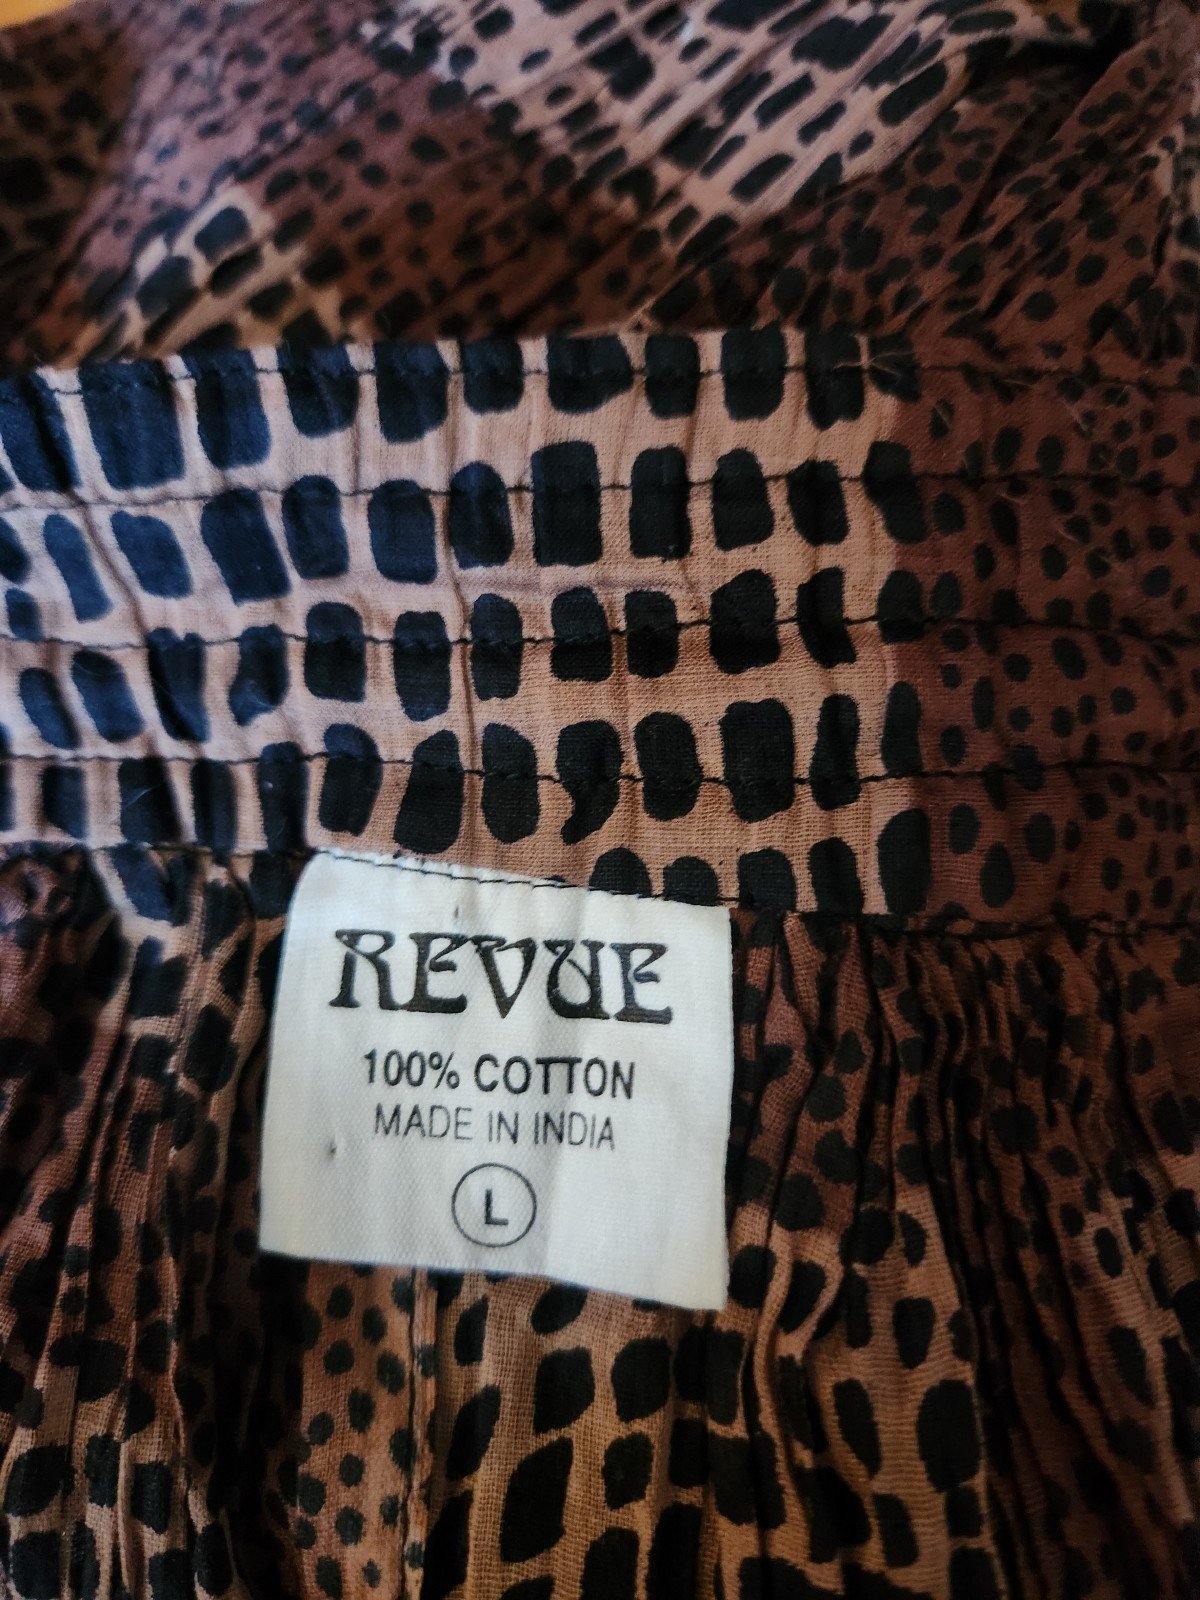 REVUE
100% COTTON
MADE IN INDIA
L